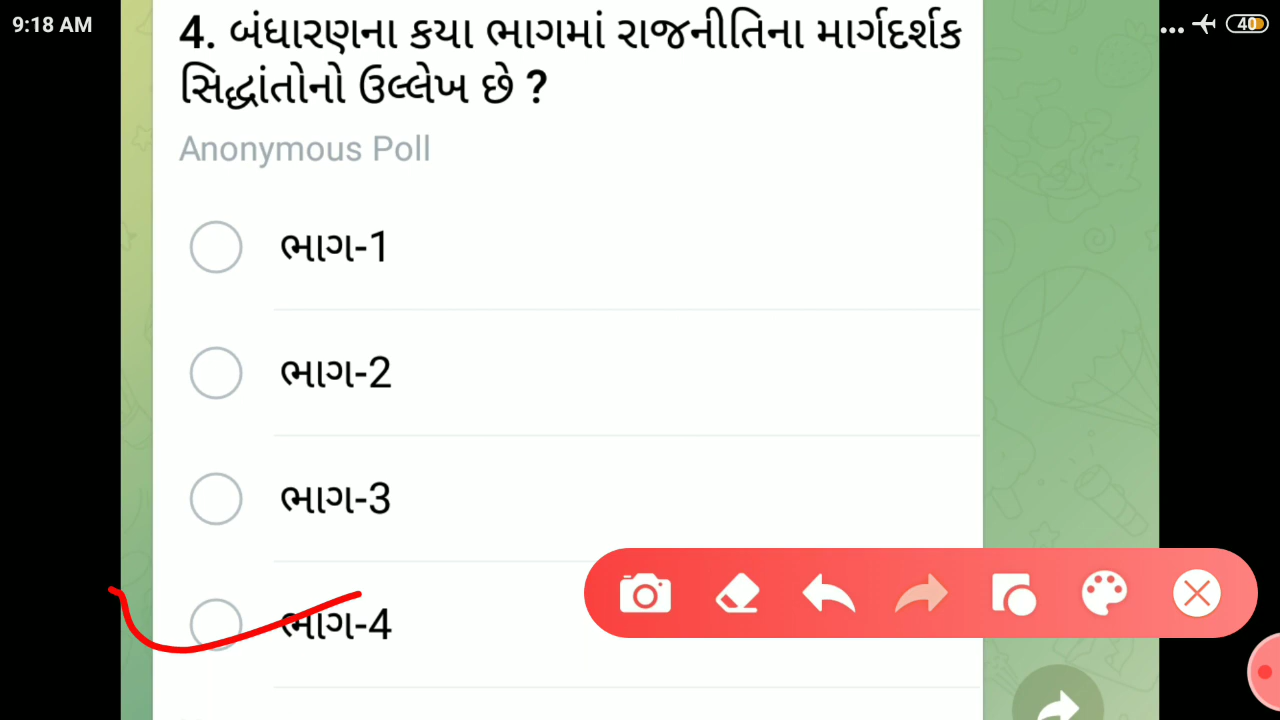 9:18 AM
40
4. બંધારણના કયા ભાગમાં રાજનીતિના માર્ગદર્શક
સિદ્ધાંતોનો ઉલ્લેખ છે ?
Anonymous Poll
ભાગ-1
ભાગ-2
ભાગ-3
ભાગ-4